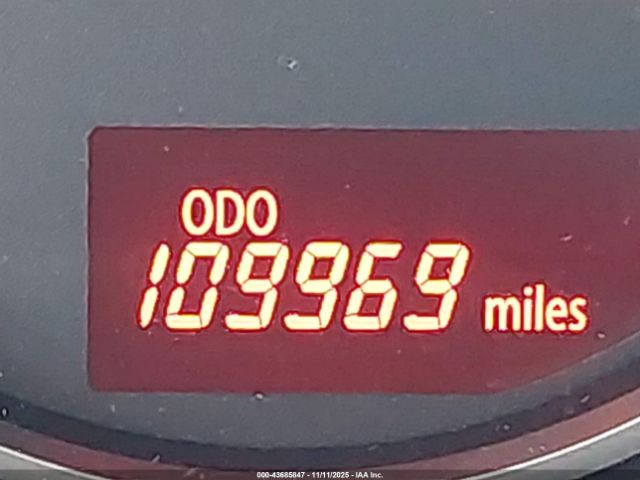 ODO
109969 miles
000-43685847 - 11/11/2025 - IAA Inc.